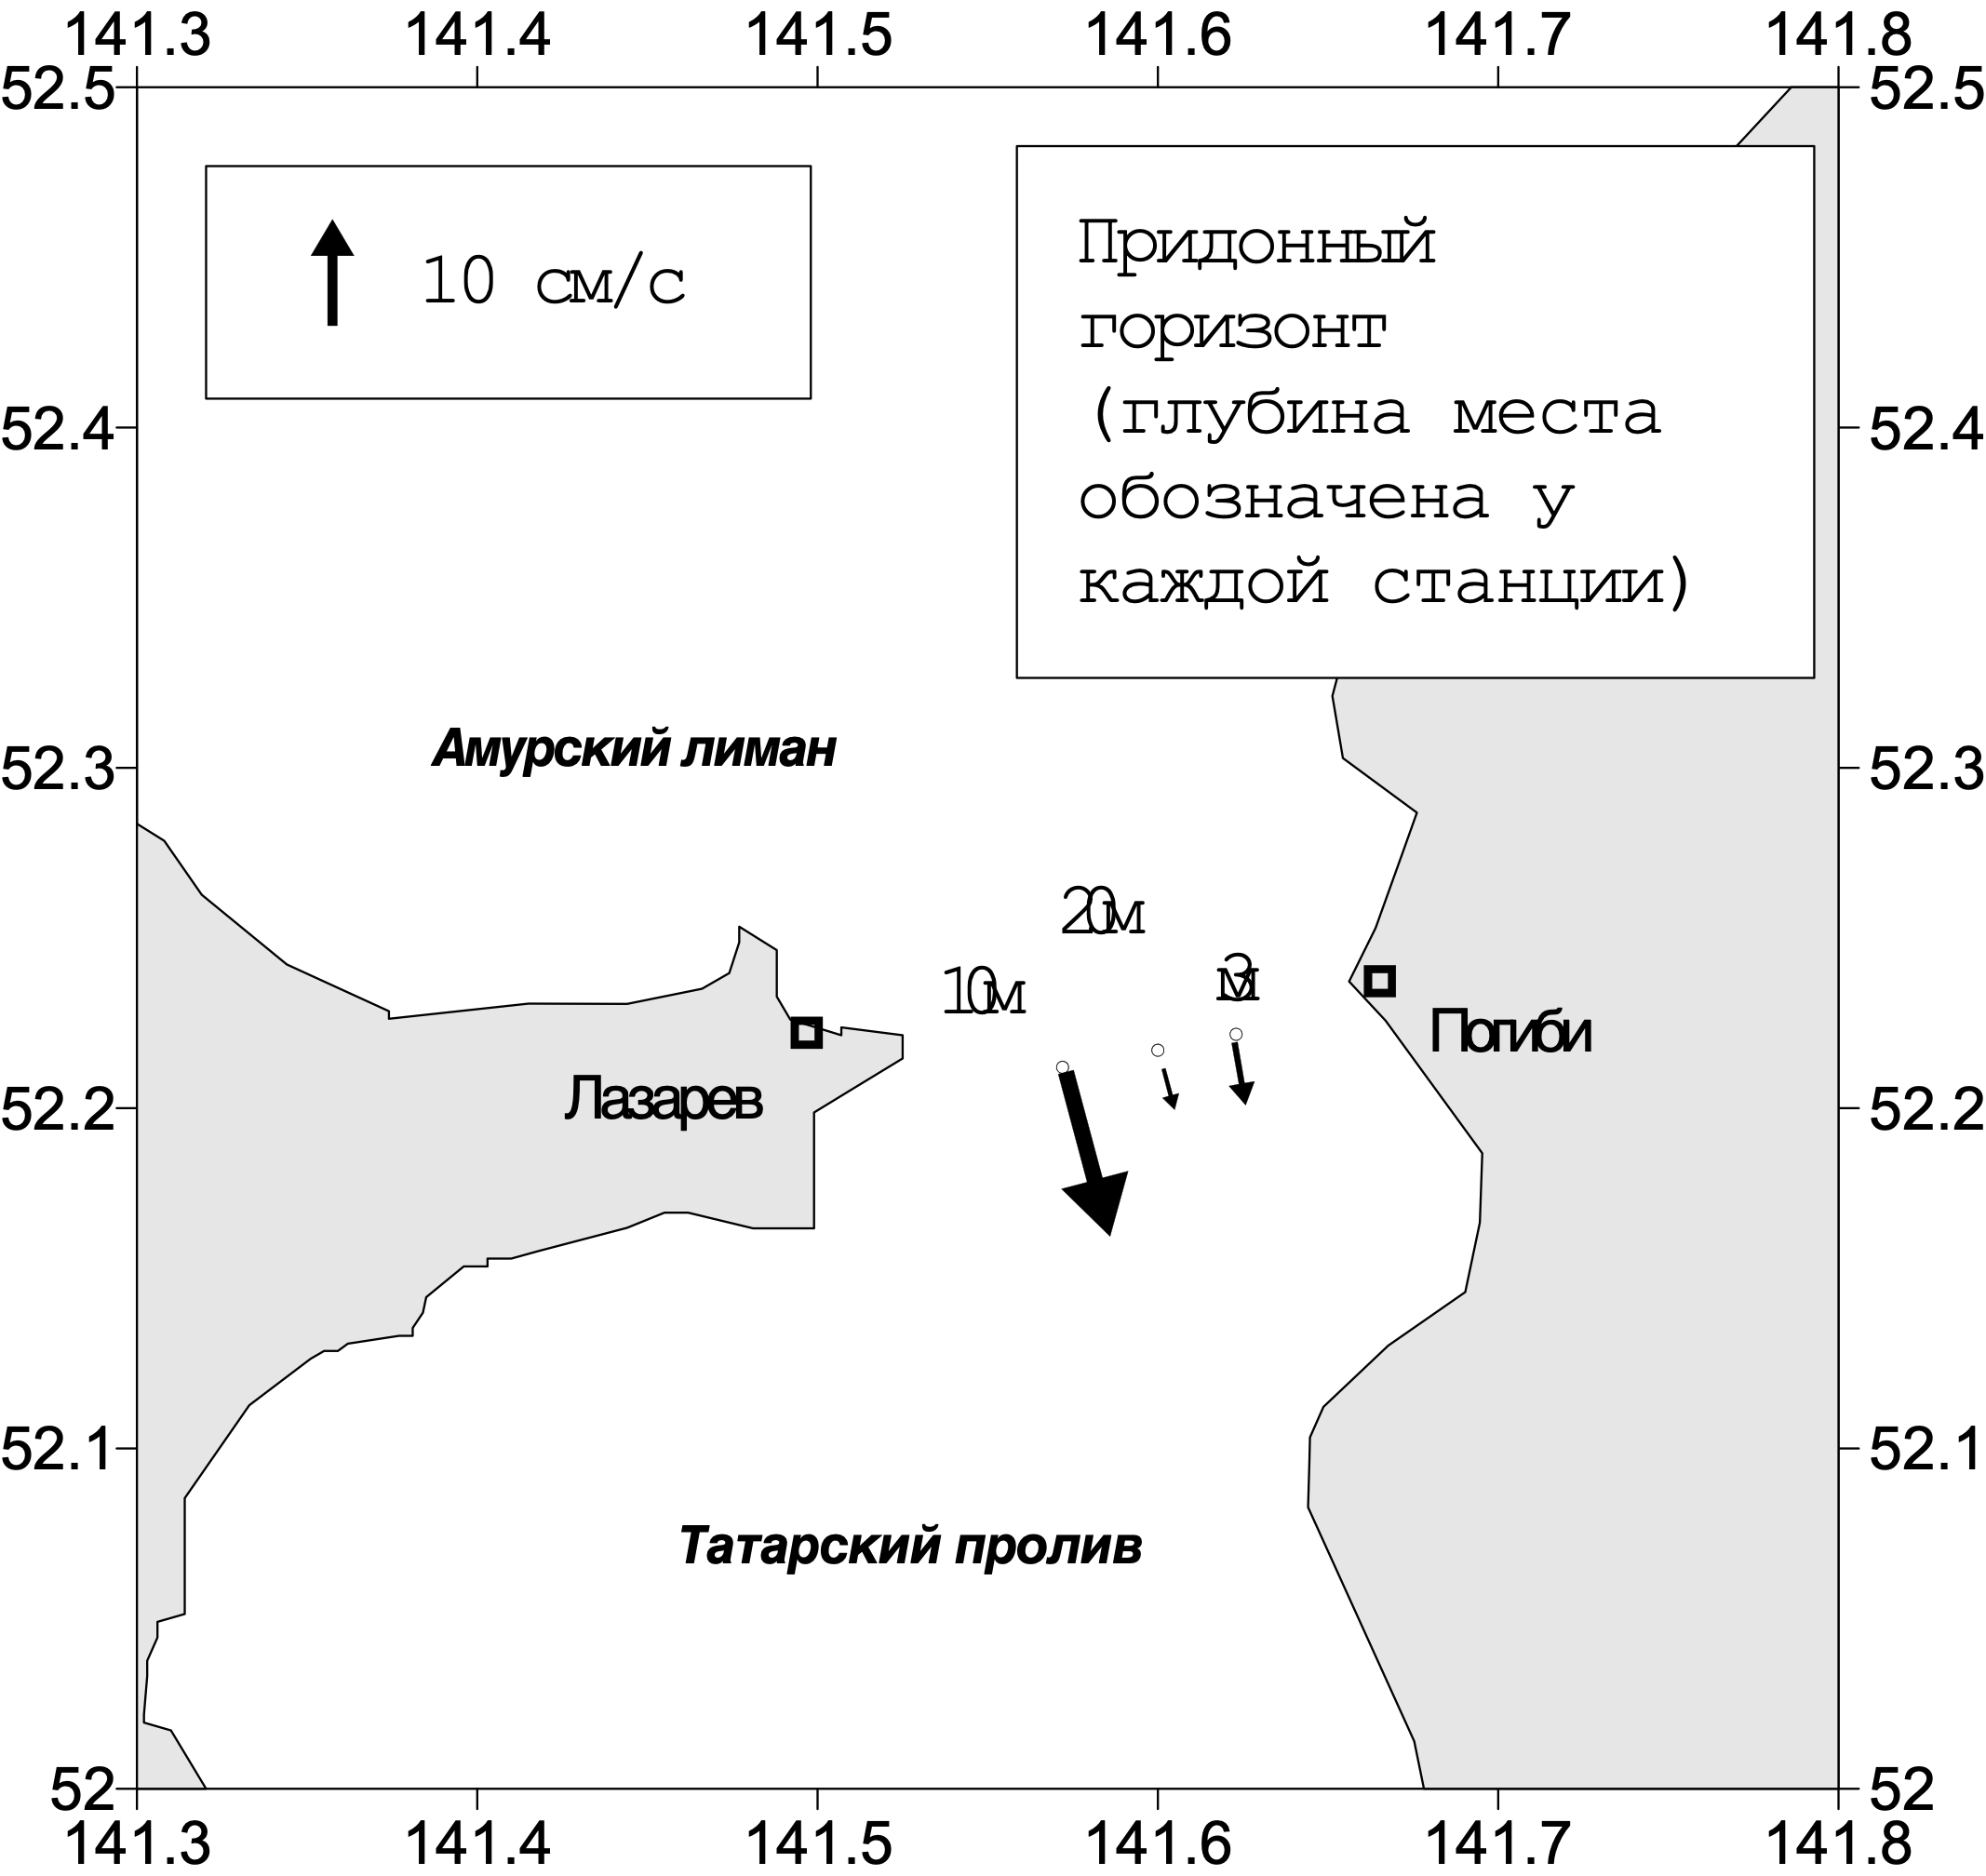 141.3 141.4 141.5 141.6 141.7 141.8
52.5 52.5
10 см/с
Придонный
горизонт
(глубина места
обозначена у
каждой станции)
52.4 52.4
Амурский лиман
52.3 52.3
20м
10м
3м
Погиби
Лазарев
52.2 52.2
52.1 52.1
Татарский пролив
52 52
141.3 141.4 141.5 141.6 141.7 141.8